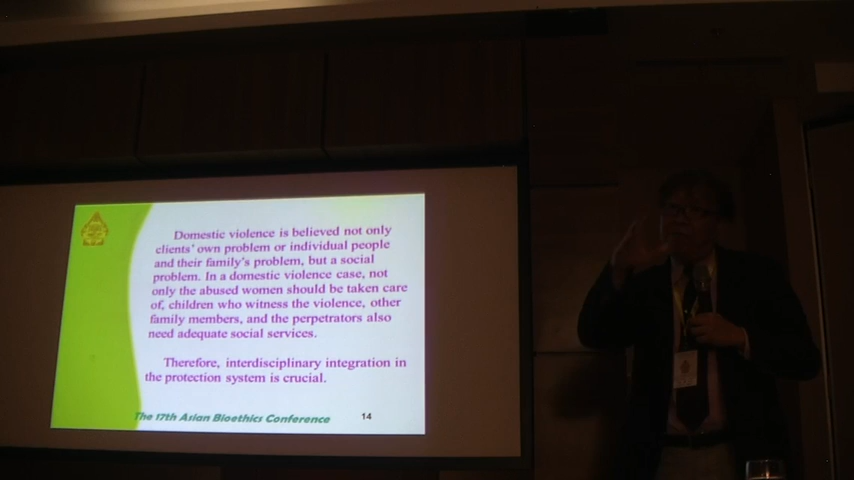 Domestic violence is believed not only
clients' own problem or individual people
and their family's problem, but a social
problem. In a domestic violence case, not
only the abused women should be taken care
of, children who witness the violence, other
family members, and the perpetrators also
need adequate social services.
Therefore, interdisciplinary integration in
the protection system is crucial.
The 17th Asian Bioethics Conference
14